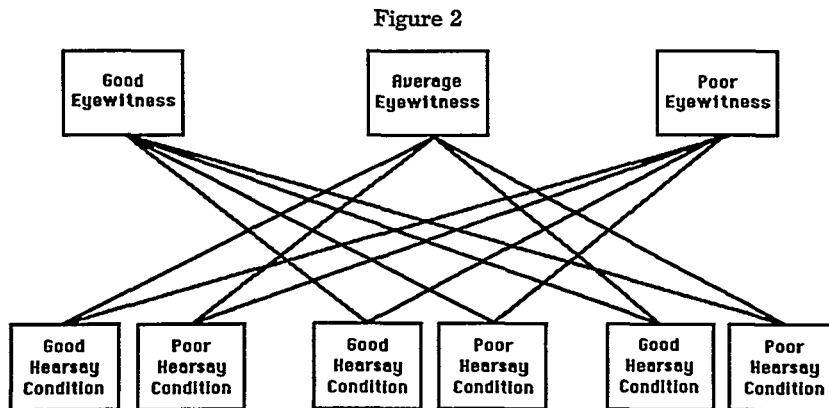 Figure 2
Good
Eyewitness
Average
Eyewitness
Poor
Eyewitness
Good
Hearsay
Condition
Poor
Hearsay
Condition
Good
Hearsay
Condition
Poor
Hearsay
Condition
Good
Hearsay
Condition
Poor
Hearsay
Condition